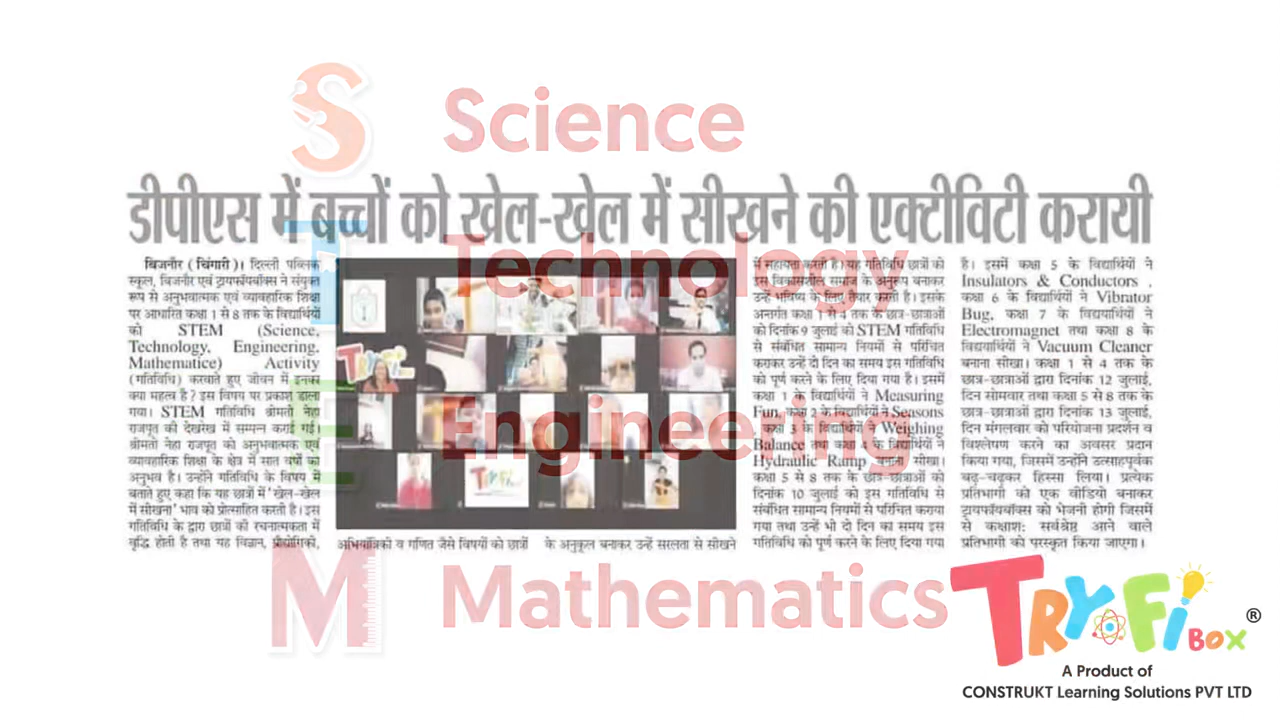 S Science
डीपीएस में बच्चों को खेल-खेल में सीखने की एक्टीविटी करायी
T Technology
बिजनौर (चिंगारी)। दिल्ली पब्लिक
स्कूल, बिजनौर एवं ट्रायफॉयबॉक्स ने संयुक्त
रूप से अनुभवात्मक एवं व्यावहारिक शिक्षा
पर आधारित कक्षा 1 से 8 तक के विद्यार्थियों
को STEM (Science,
Technology, Engineering,
Mathematice) Activity
(गतिविधि) करवाते हुए जीवन में इनका
क्या महत्व है? इस विषय पर प्रकाश डाला
गया। STEM गतिविधि श्रीमती नेहा
राजपूत की देखरेख में सम्पन्न कराई गई।
श्रीमती नेहा राजपूत को अनुभवात्मक एवं
व्यावहारिक शिक्षा के क्षेत्र में सात वर्षों का
अनुभव है। उन्होंने गतिविधि के विषय में
बताते हुए कहा कि यह छात्रों में 'खेल-खेल
में सीखना' भाव को प्रोत्साहित करती है। इस
गतिविधि के द्वारा छात्रों की रचनात्मकता में
वृद्धि होती है तथा यह विज्ञान, प्रौद्योगिकी,
अभियांत्रिकी व गणित जैसे विषयों को छात्रों
के अनुकूल बनाकर उन्हें सरलता से सीखने
में सहायता करती है। यह गतिविधि छात्रों को
इस विकासशील समाज के अनुरूप बनाकर
उन्हें भविष्य के लिए तैयार करती है। इसके
अन्तर्गत कक्षा 1 से 4 तक के छात्र-छात्राओं
को दिनांक 9 जुलाई को STEM गतिविधि
से संबंधित सामान्य नियमों से परिचित
कराकर उन्हें दो दिन का समय इस गतिविधि
को पूर्ण करने के लिए दिया गया है। इसमें
कक्षा 1 के विद्यार्थियों ने Measuring
Fun, कक्षा 2 के विद्यार्थियों ने Seasons
कक्षा 3 के विद्यार्थियों ने Weighing
Balance तथा कक्षा 4 के विद्यार्थियों ने
Hydraulic Ramp बनाना सीखा।
कक्षा 5 से 8 तक के छात्र-छात्राओं को
दिनांक 10 जुलाई को इस गतिविधि से
संबंधित सामान्य नियमों से परिचित कराया
गया तथा उन्हें भी दो दिन का समय इस
गतिविधि को पूर्ण करने के लिए दिया गया
है। इसमें कक्षा 5 के विद्यार्थियों ने
Insulators & Conductors ,
कक्षा 6 के विद्यार्थियों ने Vibrator
Bug, कक्षा 7 के विद्यार्थियों ने
Electromagnet तथा कक्षा 8 के
विद्यार्थियों ने Vacuum Cleaner
बनाना सीखा। कक्षा 1 से 4 तक के
छात्र-छात्राओं द्वारा दिनांक 12 जुलाई,
दिन सोमवार तथा कक्षा 5 से 8 तक के
छात्र-छात्राओं द्वारा दिनांक 13 जुलाई,
दिन मंगलवार को परियोजना प्रदर्शन व
विश्लेषण करने का अवसर प्रदान
किया गया, जिसमें उन्होंने उत्साहपूर्वक
बढ़-चढ़कर हिस्सा लिया। प्रत्येक
प्रतिभागी को एक वीडियो बनाकर
ट्रायफॉयबॉक्स को भेजनी होगी जिसमें
से कक्षाश: सर्वश्रेष्ठ आने वाले
प्रतिभागी को पुरस्कृत किया जाएगा।
E Engineering
M Mathematics
TRY-Fi BOX ®
A Product of
CONSTRUKT Learning Solutions PVT LTD